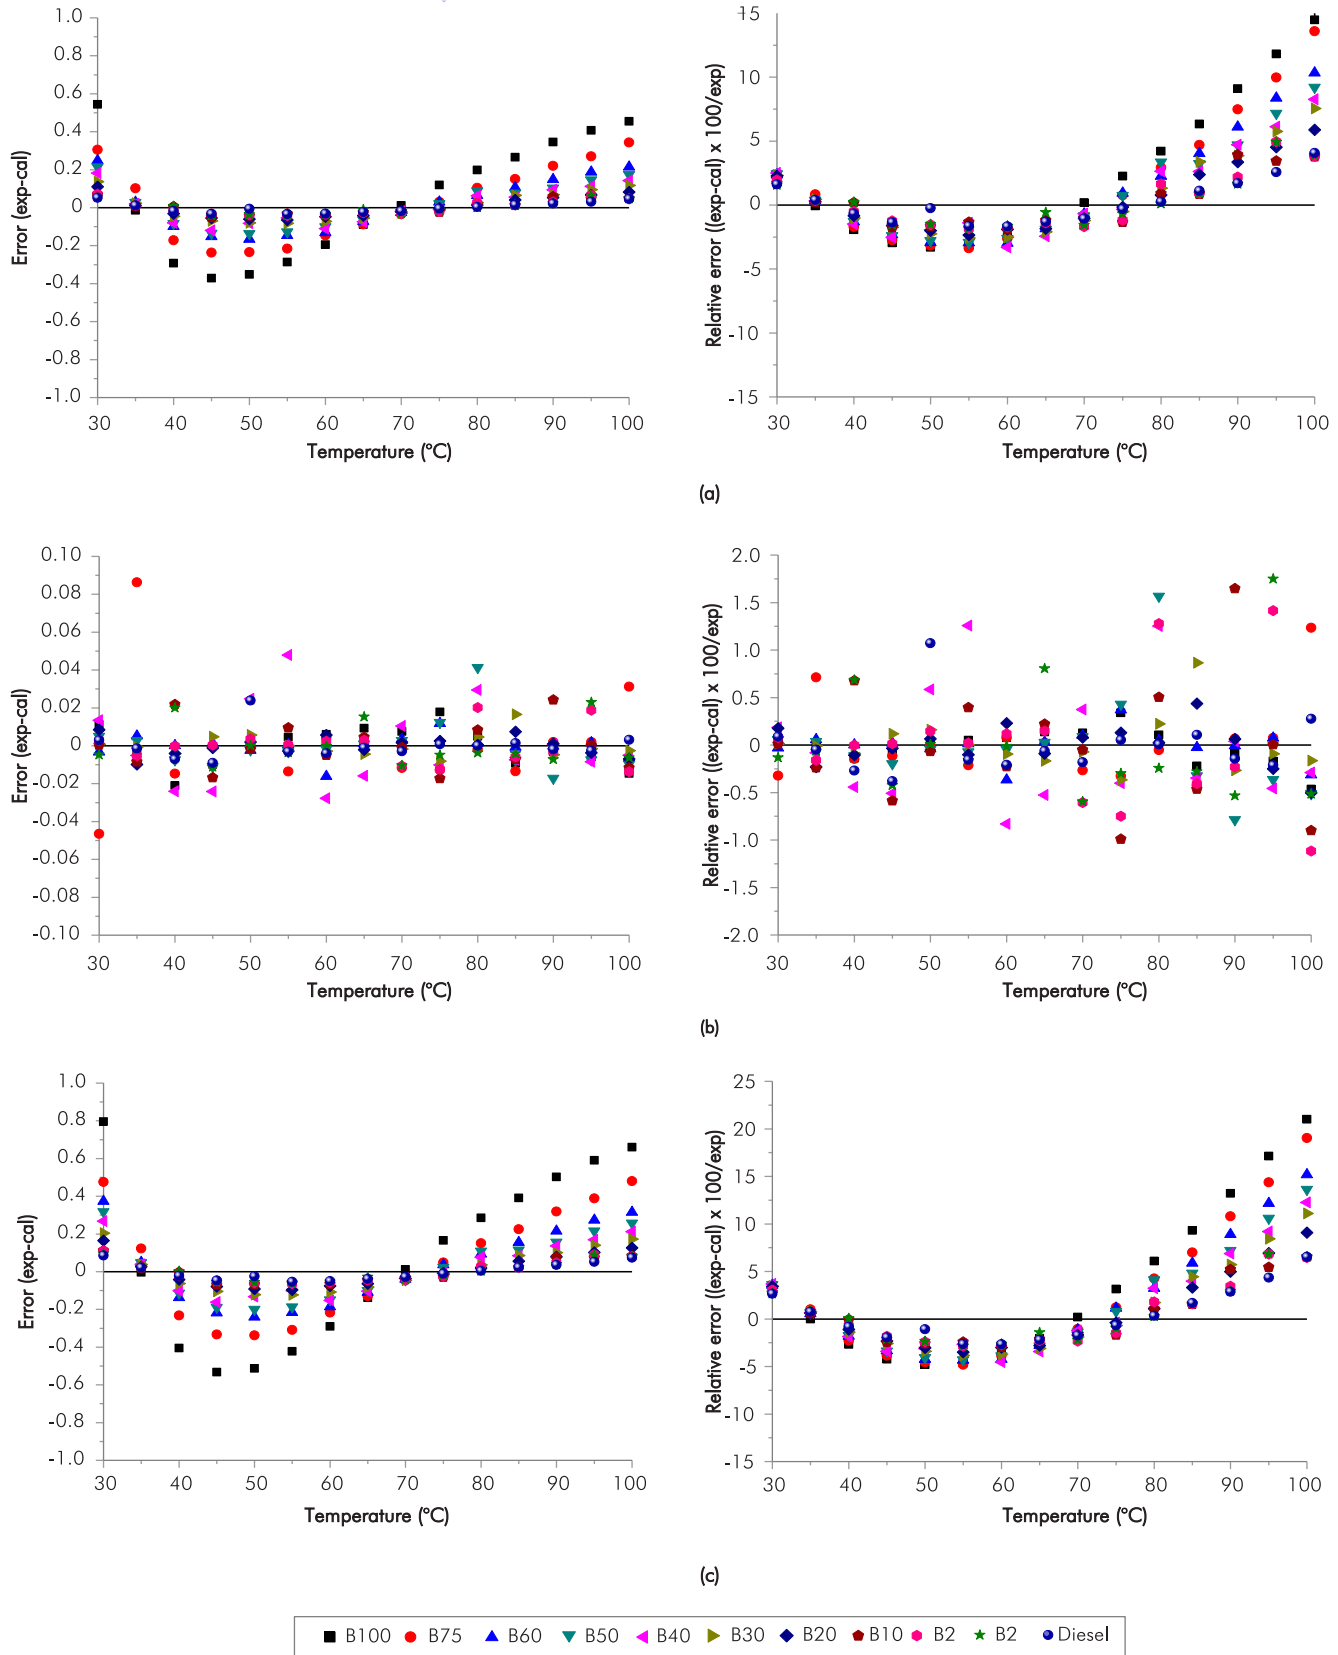 1.0
0.8
0.6
0.4
0.2
0
-0.2
-0.4
-0.6
-0.8
-1.0
Error (exp-cal)
30 40 50 60 70 80 90 100
Temperature (°C)
15
10
5
0
-5
-10
-15
Relative error ((exp-cal) x 100/exp)
30 40 50 60 70 80 90 100
Temperature (°C)
(a)
0.10
0.08
0.06
0.04
0.02
0
-0.02
-0.04
-0.06
-0.08
-0.10
Error (exp-cal)
30 40 50 60 70 80 90 100
Temperature (°C)
2.0
1.5
1.0
0.5
0
-0.5
-1.0
-1.5
-2.0
Relative error ((exp-cal) x 100/exp)
30 40 50 60 70 80 90 100
Temperature (°C)
(b)
1.0
0.8
0.6
0.4
0.2
0
-0.2
-0.4
-0.6
-0.8
-1.0
Error (exp-cal)
30 40 50 60 70 80 90 100
Temperature (°C)
25
20
15
10
5
0
-5
-10
-15
Relative error ((exp-cal) x 100/exp)
30 40 50 60 70 80 90 100
Temperature (°C)
(c)
B100 B75 B60 B50 B40 B30 B20 B10 B2 B2 Diesel